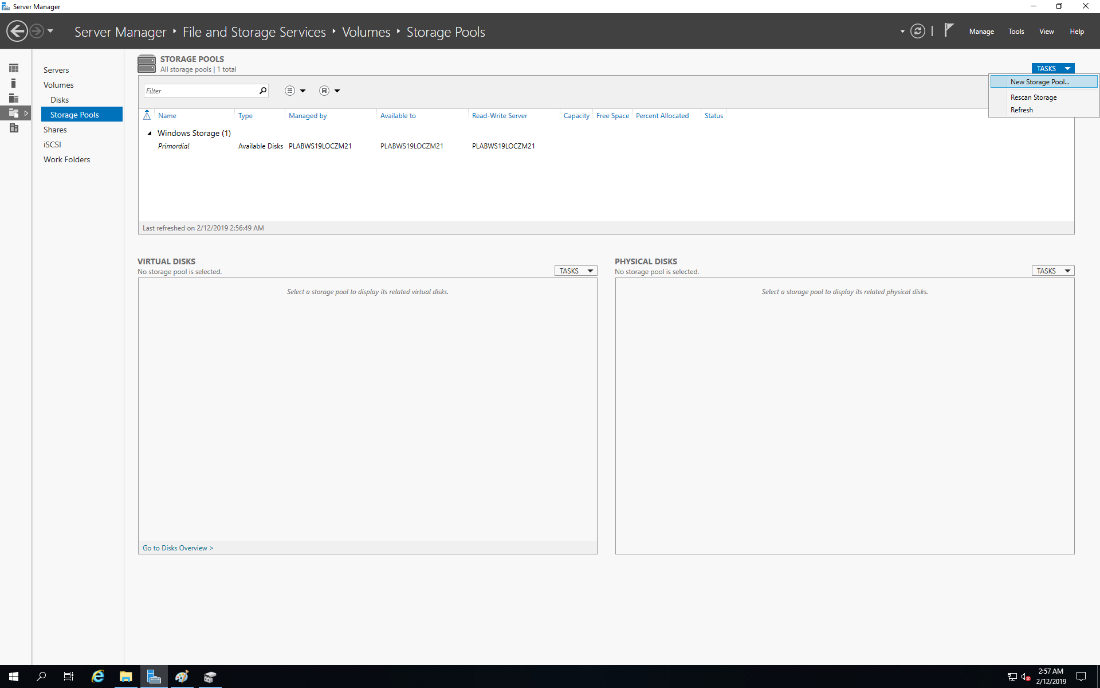 Server Manager
Server Manager ‣ File and Storage Services ‣ Volumes ‣ Storage Pools
Manage Tools View Help
Servers
Volumes
Disks
Storage Pools
Shares
iSCSI
Work Folders
STORAGE POOLS
All storage pools | 1 total
TASKS
New Storage Pool...
Rescan Storage
Refresh
Filter
Name Type Managed by Available to Read-Write Server Capacity Free Space Percent Allocated Status
Windows Storage (1)
Primordial Available Disks PLABWS19LOCZM21 PLABWS19LOCZM21 PLABWS19LOCZM21
Last refreshed on 2/12/2019 2:56:49 AM
VIRTUAL DISKS
No storage pool is selected.
TASKS
Select a storage pool to display its related virtual disks.
Go to Disks Overview >
PHYSICAL DISKS
No storage pool is selected.
TASKS
Select a storage pool to display its related physical disks.
2:57 AM
2/12/2019